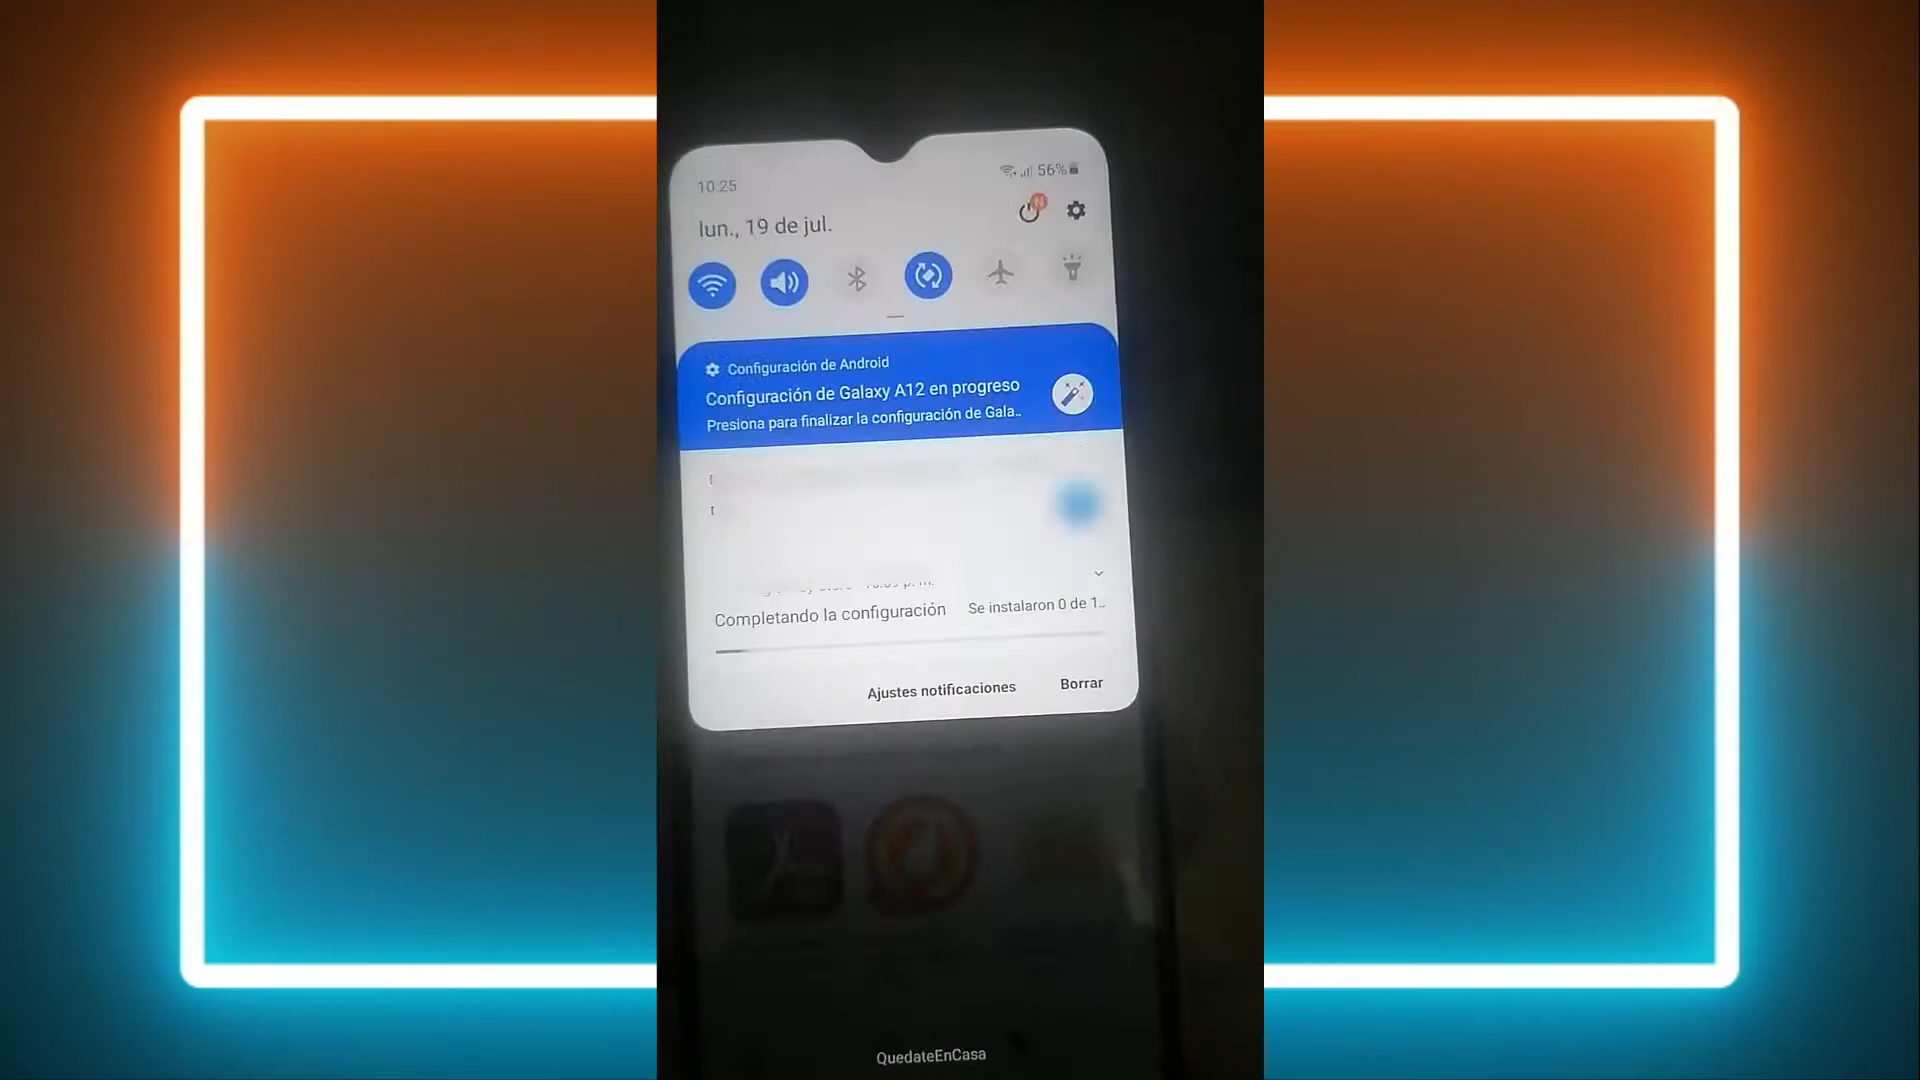 10:25
56%
lun., 19 de jul.
N
Configuración de Android
Configuración de Galaxy A12 en progreso
Presiona para finalizar la configuración de Gala..
Completando la configuración
Se instalaron 0 de 1..
Ajustes notificaciones
Borrar
QuedateEnCasa